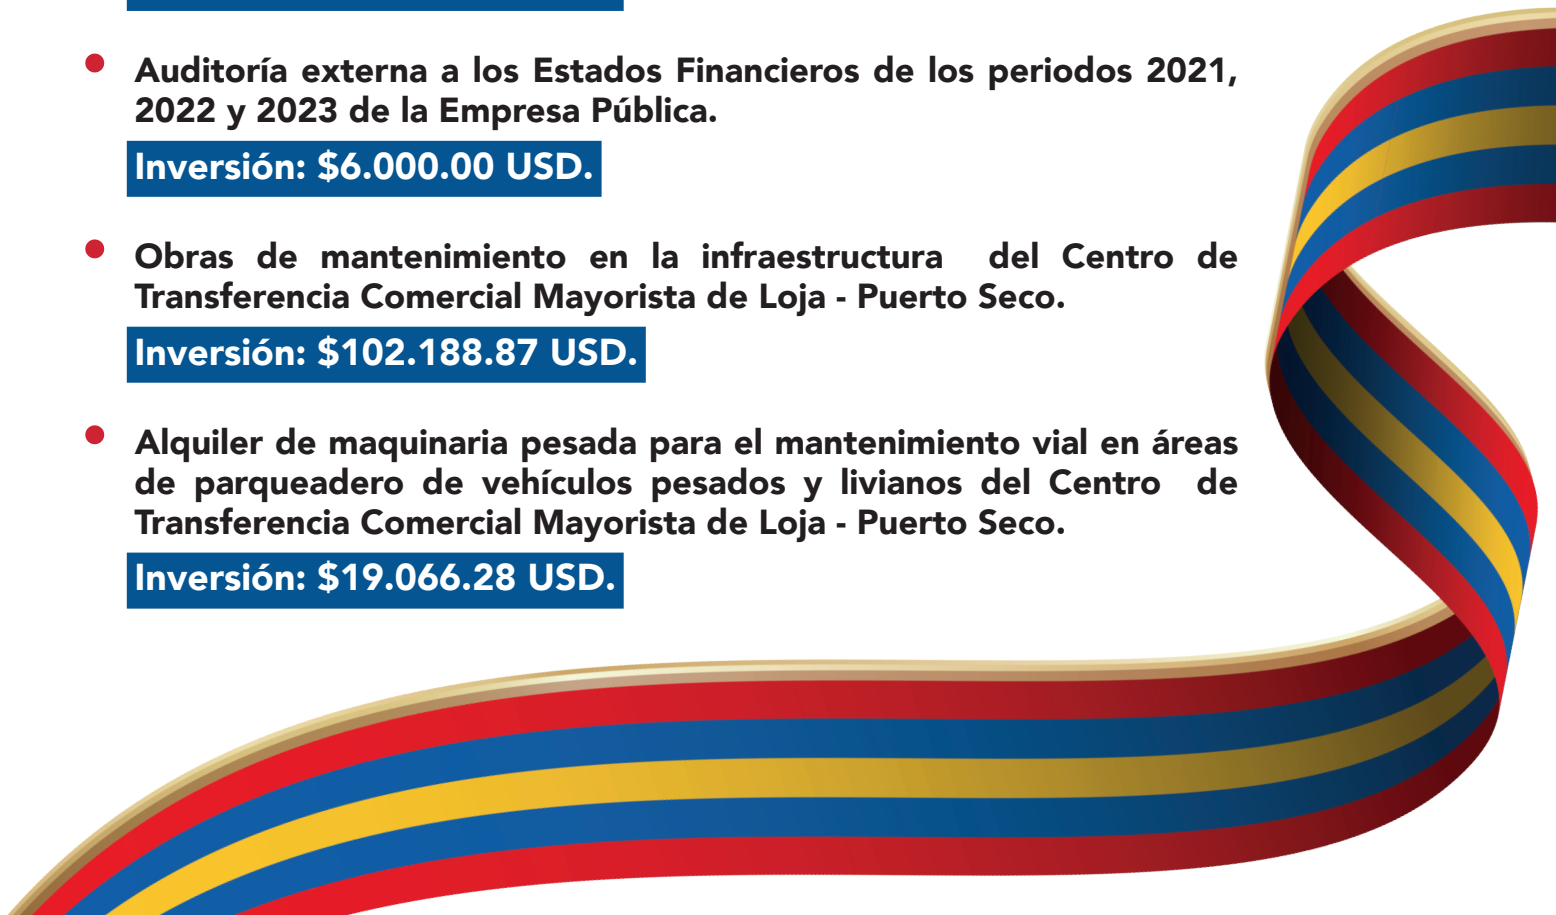 Auditoría externa a los Estados Financieros de los periodos 2021,
2022 y 2023 de la Empresa Pública.
Inversión: $6.000.00 USD.
Obras de mantenimiento en la infraestructura del Centro de
Transferencia Comercial Mayorista de Loja - Puerto Seco.
Inversión: $102.188.87 USD.
Alquiler de maquinaria pesada para el mantenimiento vial en áreas
de parqueadero de vehículos pesados y livianos del Centro de
Transferencia Comercial Mayorista de Loja - Puerto Seco.
Inversión: $19.066.28 USD.